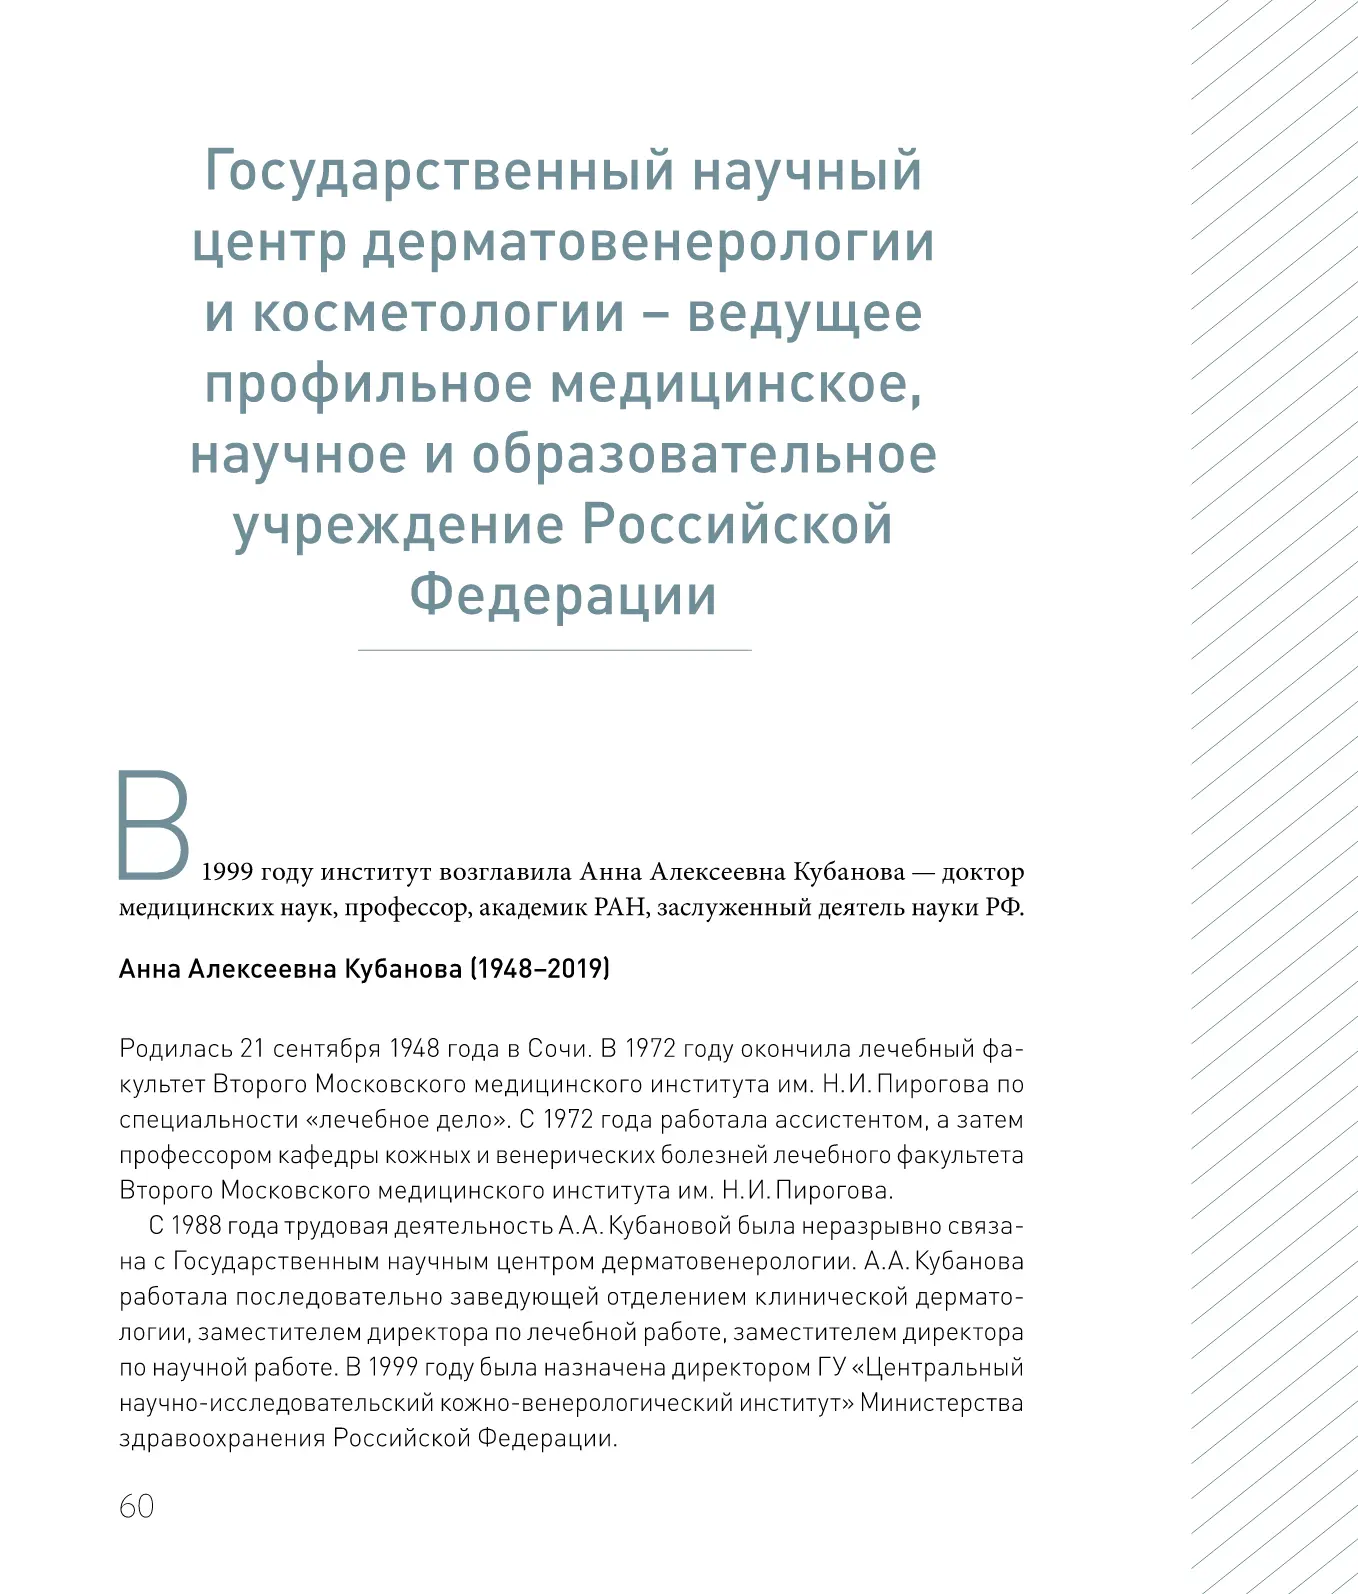 Государственный научный
центр дерматовенерологии
и косметологии – ведущее
профильное медицинское,
научное и образовательное
учреждение Российской
Федерации
В 1999 году институт возглавила Анна Алексеевна Кубанова — доктор
медицинских наук, профессор, академик РАН, заслуженный деятель науки РФ.
Анна Алексеевна Кубанова (1948–2019)
Родилась 21 сентября 1948 года в Сочи. В 1972 году окончила лечебный фа-
культет Второго Московского медицинского института им. Н.И. Пирогова по
специальности «лечебное дело». С 1972 года работала ассистентом, а затем
профессором кафедры кожных и венерических болезней лечебного факультета
Второго Московского медицинского института им. Н.И. Пирогова.
С 1988 года трудовая деятельность А.А. Кубановой была неразрывно связа-
на с Государственным научным центром дерматовенерологии. А.А. Кубанова
работала последовательно заведующей отделением клинической дермато-
логии, заместителем директора по лечебной работе, заместителем директора
по научной работе. В 1999 году была назначена директором ГУ «Центральный
научно-исследовательский кожно-венерологический институт» Министерства
здравоохранения Российской Федерации.
60